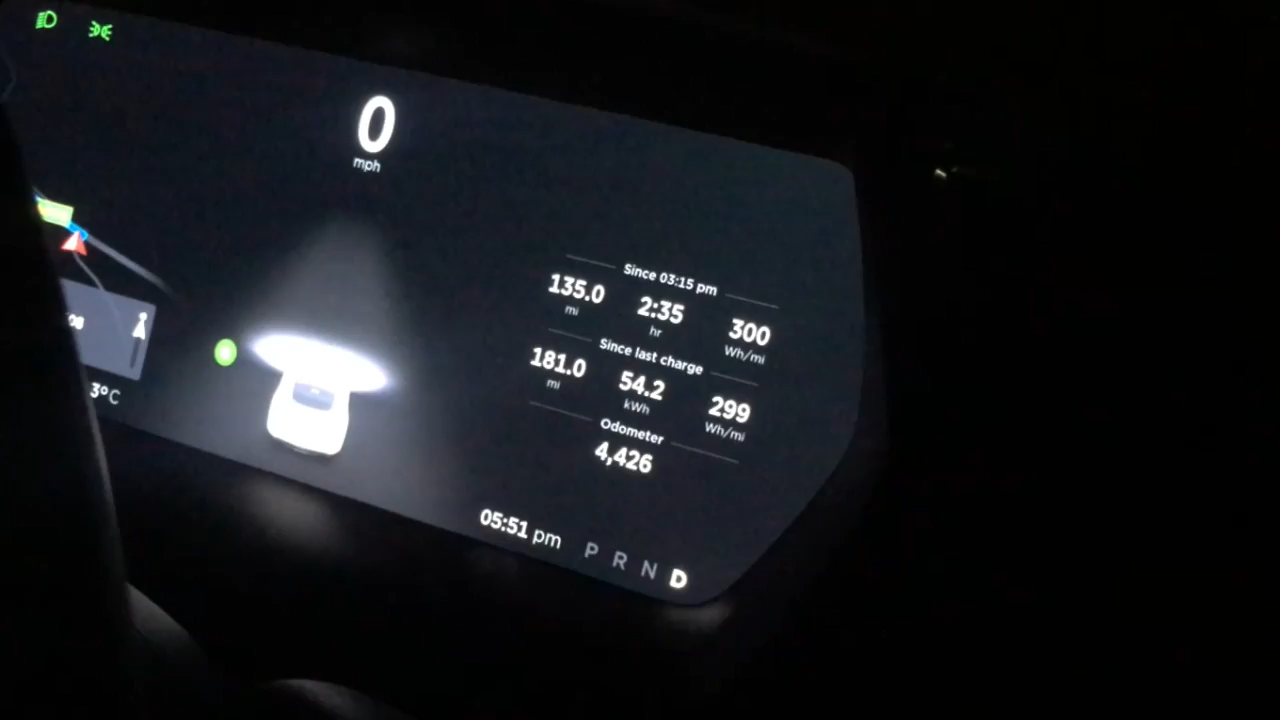 0
mph
Since 03:15 pm
135.0 2:35 300
mi hr Wh/mi
Since last charge
181.0 54.2 299
mi kWh Wh/mi
Odometer
4,426
3°C
05:51 pm P R N D